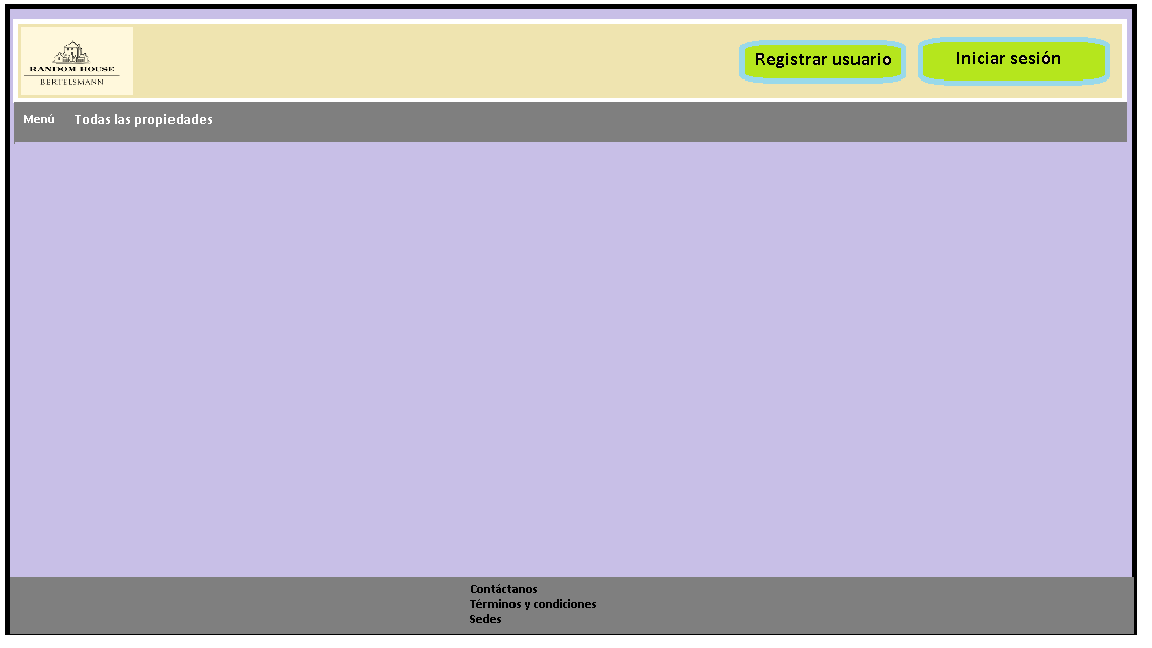 RANDOM HOUSE
BERTELSMANN
Registrar usuario
Iniciar sesión
Menú
Todas las propiedades
Contáctanos
Términos y condiciones
Sedes